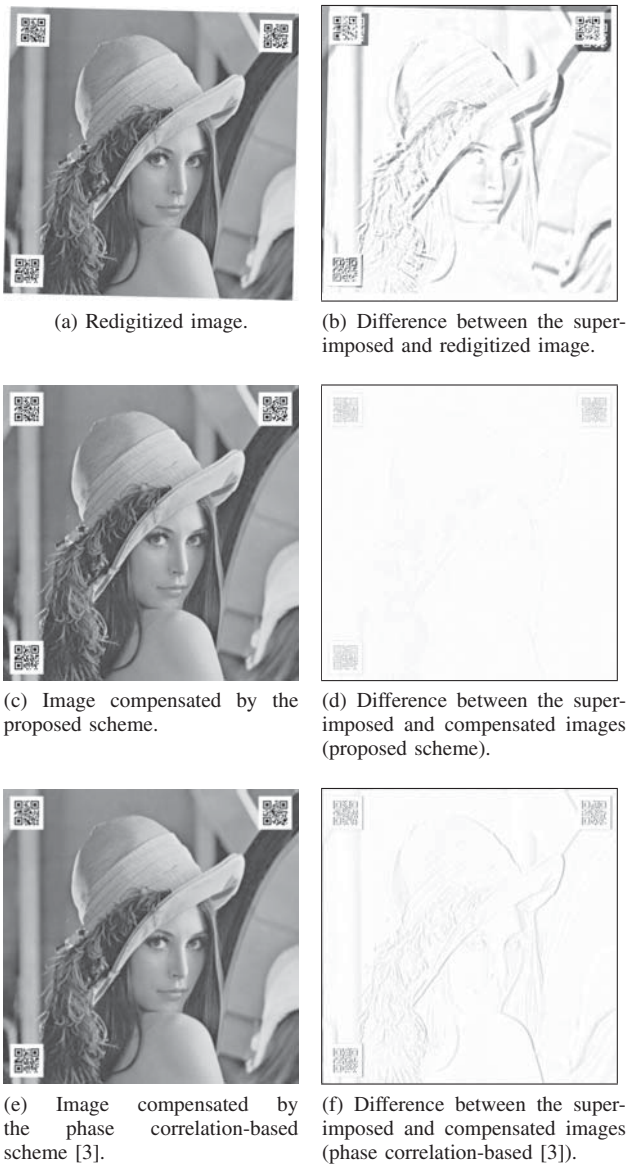 (a) Redigitized image.
(b) Difference between the super-
imposed and redigitized image.
(c) Image compensated by the
proposed scheme.
(d) Difference between the super-
imposed and compensated images
(proposed scheme).
(e) Image compensated by
the phase correlation-based
scheme [3].
(f) Difference between the super-
imposed and compensated images
(phase correlation-based [3]).